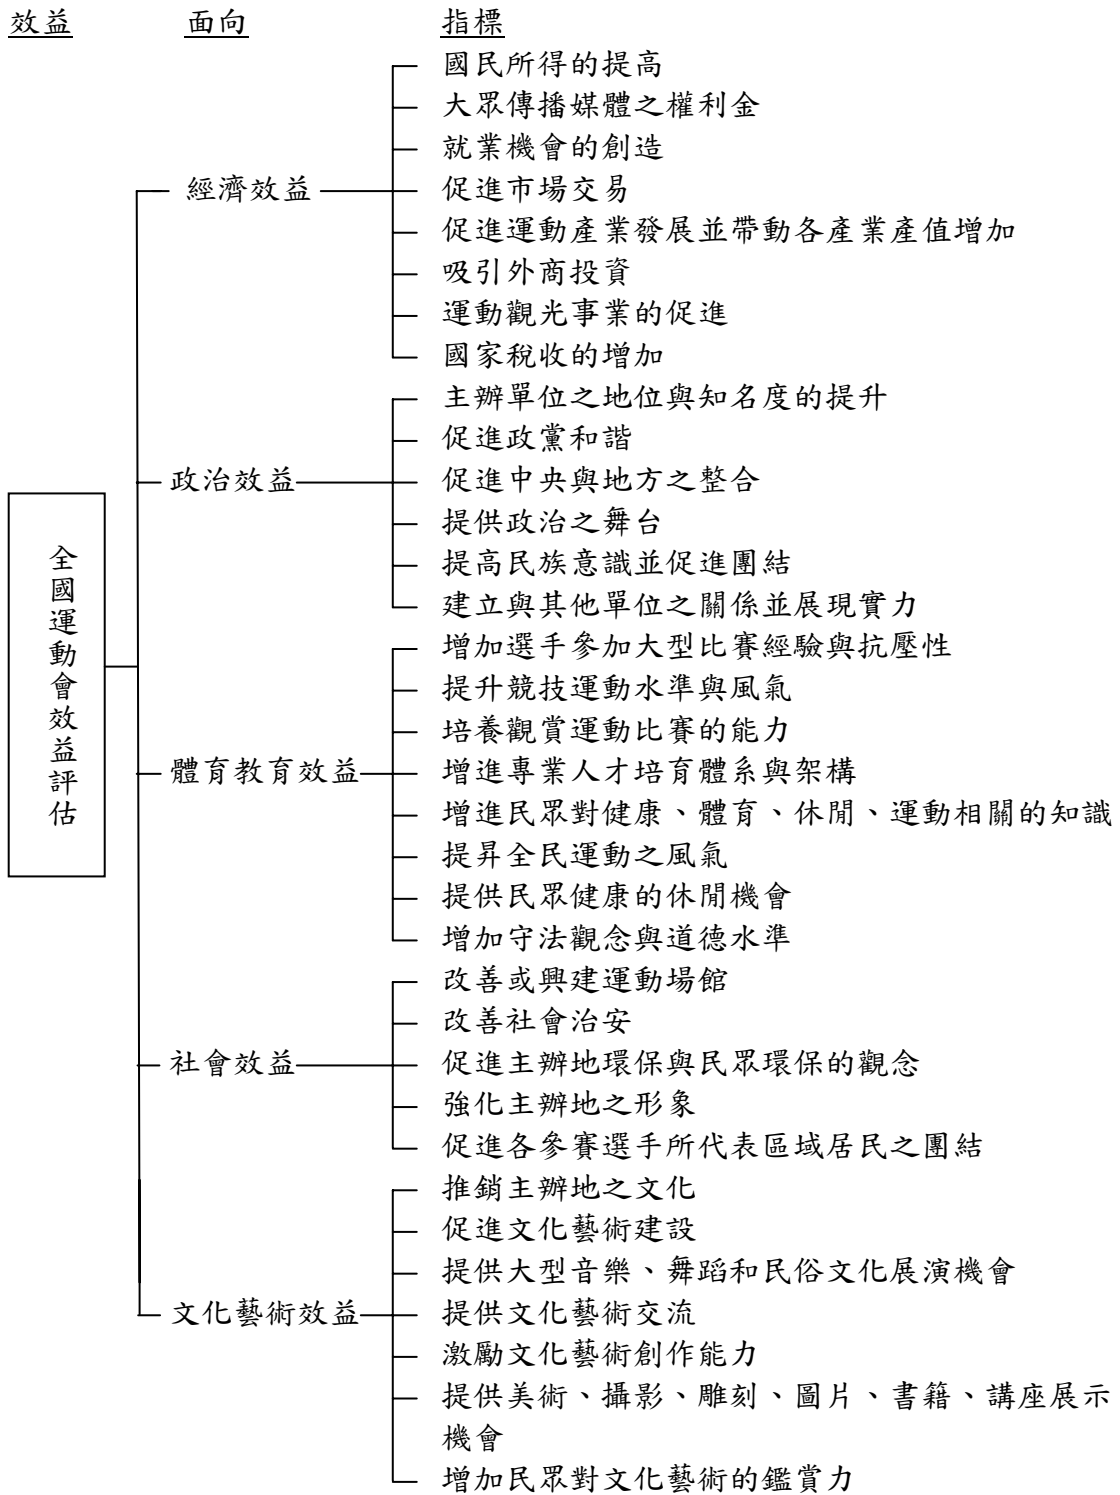 效益 面向 指標
國民所得的提高
大眾傳播媒體之權利金
就業機會的創造
經濟效益
促進市場交易
促進運動產業發展並帶動各產業產值增加
吸引外商投資
運動觀光事業的促進
國家稅收的增加
主辦單位之地位與知名度的提升
促進政黨和諧
政治效益
促進中央與地方之整合
提供政治之舞台
提高民族意識並促進團結
建立與其他單位之關係並展現實力
全國運動會效益評估
增加選手參加大型比賽經驗與抗壓性
提升競技運動水準與風氣
培養觀賞運動比賽的能力
體育教育效益
增進專業人才培育體系與架構
增進民眾對健康、體育、休閒、運動相關的知識
提昇全民運動之風氣
提供民眾健康的休閒機會
增加守法觀念與道德水準
改善或興建運動場館
改善社會治安
社會效益
促進主辦地環保與民眾環保的觀念
強化主辦地之形象
促進各參賽選手所代表區域居民之團結
推銷主辦地之文化
促進文化藝術建設
提供大型音樂、舞蹈和民俗文化展演機會
文化藝術效益
提供文化藝術交流
激勵文化藝術創作能力
提供美術、攝影、雕刻、圖片、書籍、講座展示
機會
增加民眾對文化藝術的鑑賞力